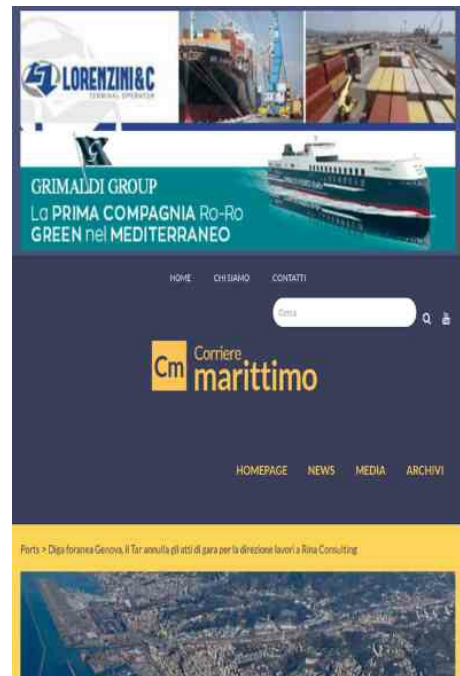 LORENZINI & C
TERMINAL OPERATOR
GRIMALDI GROUP
La PRIMA COMPAGNIA Ro-Ro
GREEN nel MEDITERRANEO
HOME CHI SIAMO CONTATTI
Cerca
Cm Corriere
marittimo
HOMEPAGE NEWS MEDIA ARCHIVI
Ports > Diga foranea Genova, il Tar annulla gli atti di gara per la direzione lavori a Rina Consulting